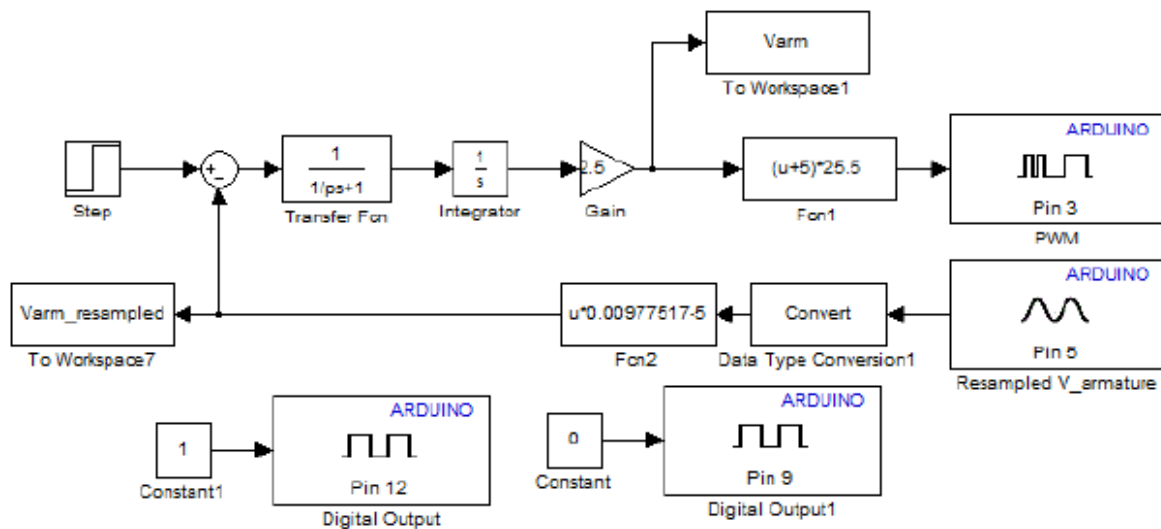 Varm
To Workspace1
Step
+
−
1
1/ps+1
Transfer Fcn
1
s
Integrator
2.5
Gain
(u+5)*25.5
Fcn1
ARDUINO
Pin 3
PWM
Varm_resampled
To Workspace7
u*0.00977517-5
Fcn2
Convert
Data Type Conversion1
ARDUINO
Pin 5
Resampled V_armature
1
Constant1
ARDUINO
Pin 12
Digital Output
0
Constant
ARDUINO
Pin 9
Digital Output1